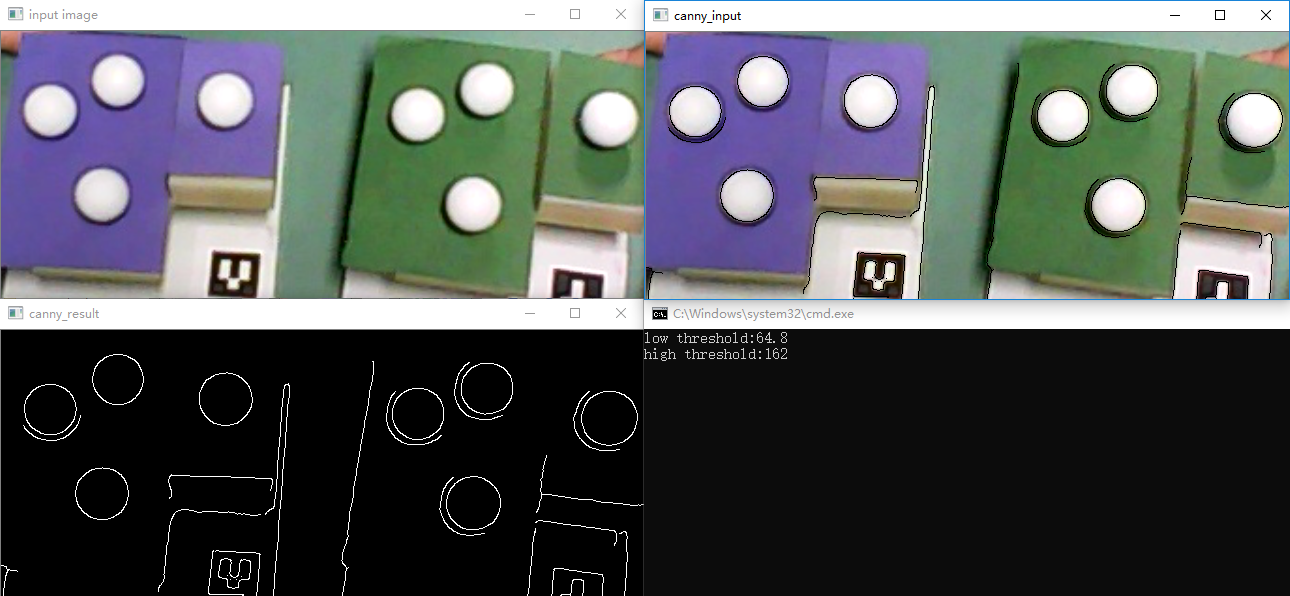 input image
canny_input
canny_result
C:\Windows\system32\cmd.exe
low threshold:64.8
high threshold:162